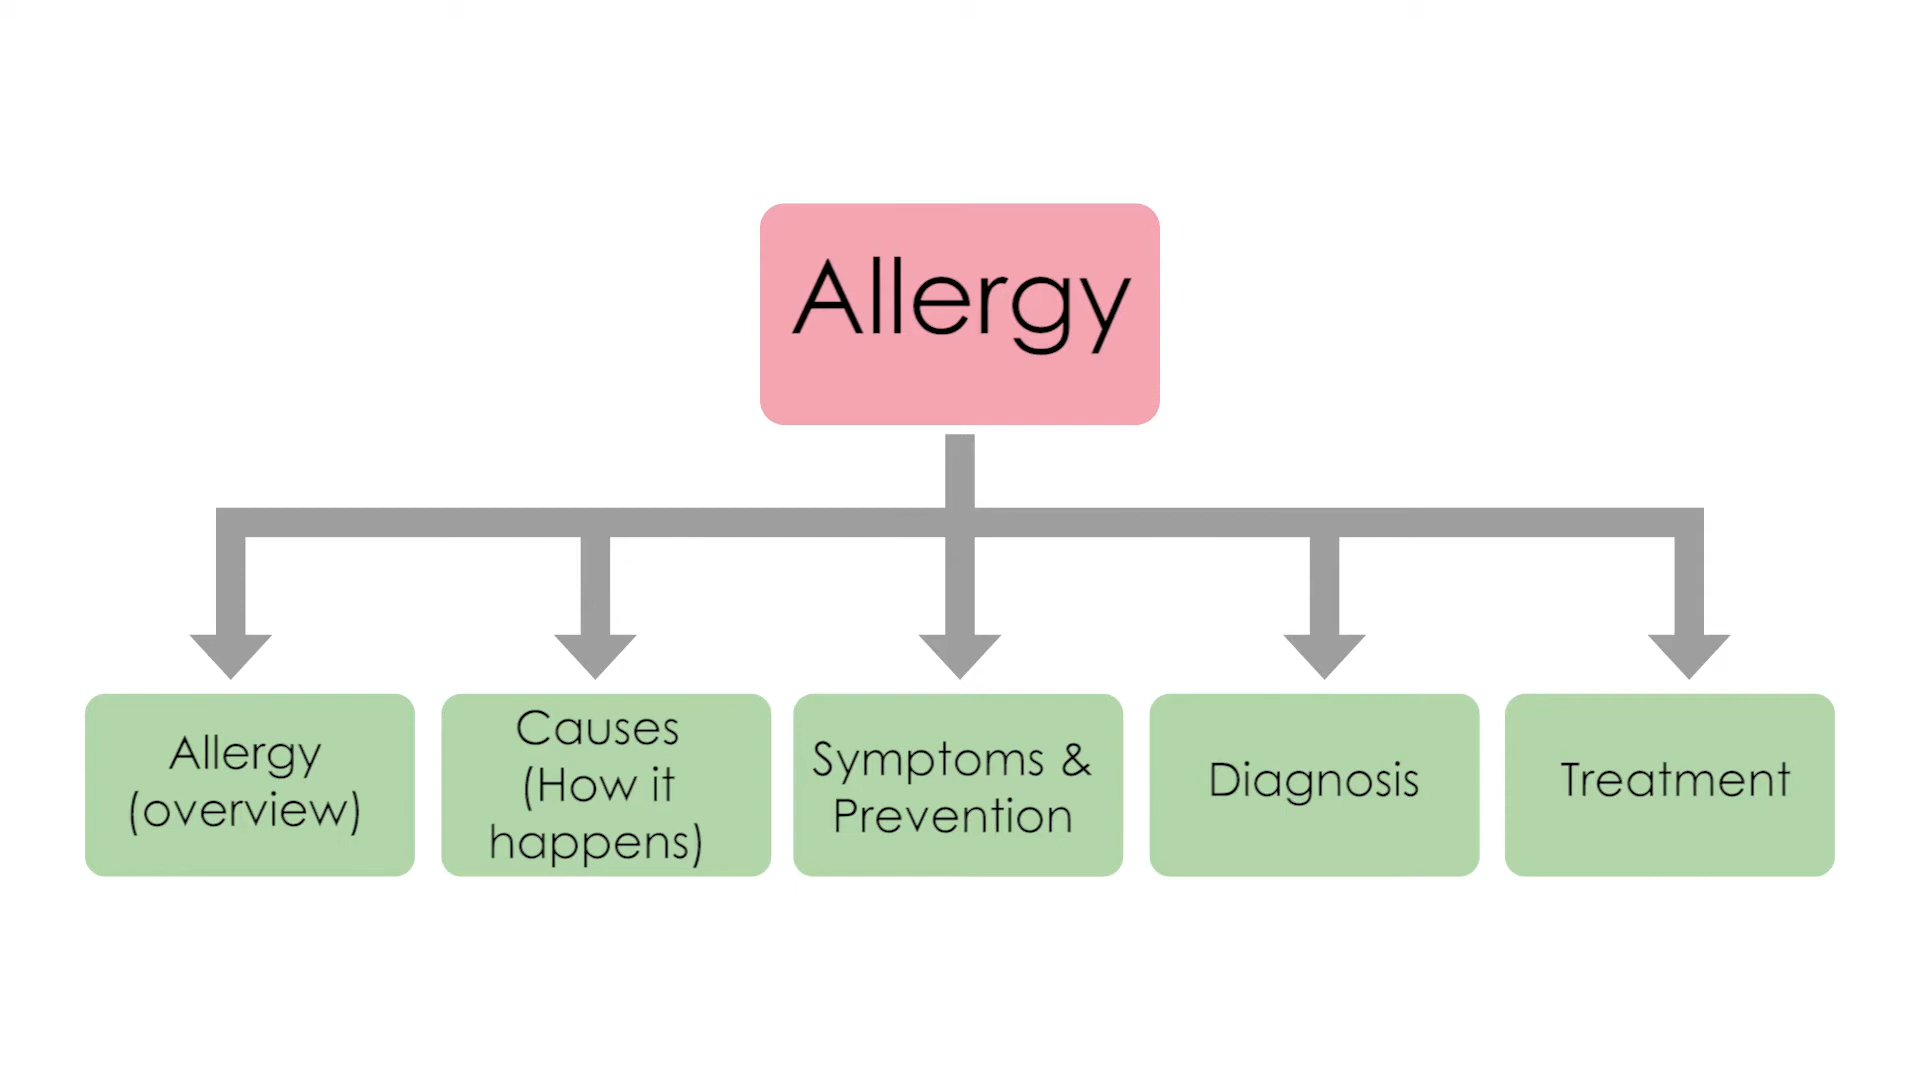 Allergy
Allergy
(overview)
Causes
(How it
happens)
Symptoms &
Prevention
Diagnosis
Treatment